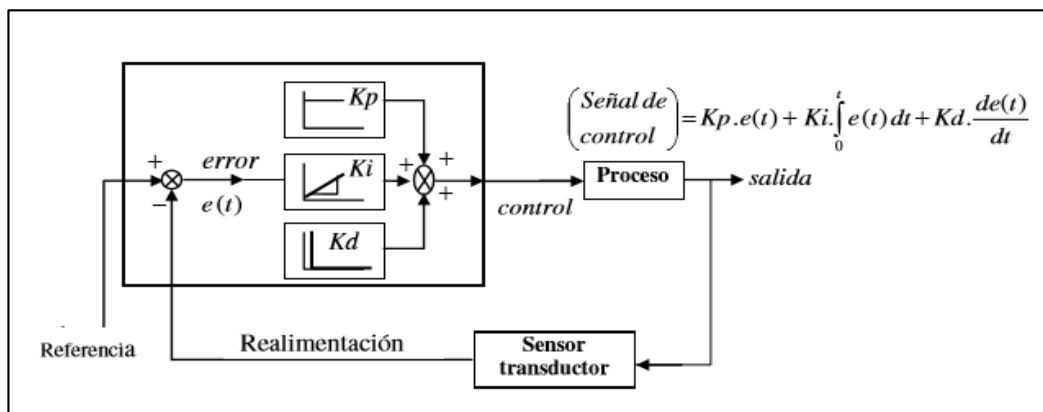 Kp
(Señal de control) = Kp.e(t) + Ki.∫₀ᵗ e(t) dt + Kd. de(t)/dt
+
error
Ki
+
+
Proceso
salida
−
e(t)
+
control
Kd
Realimentación
Sensor
transductor
Referencia